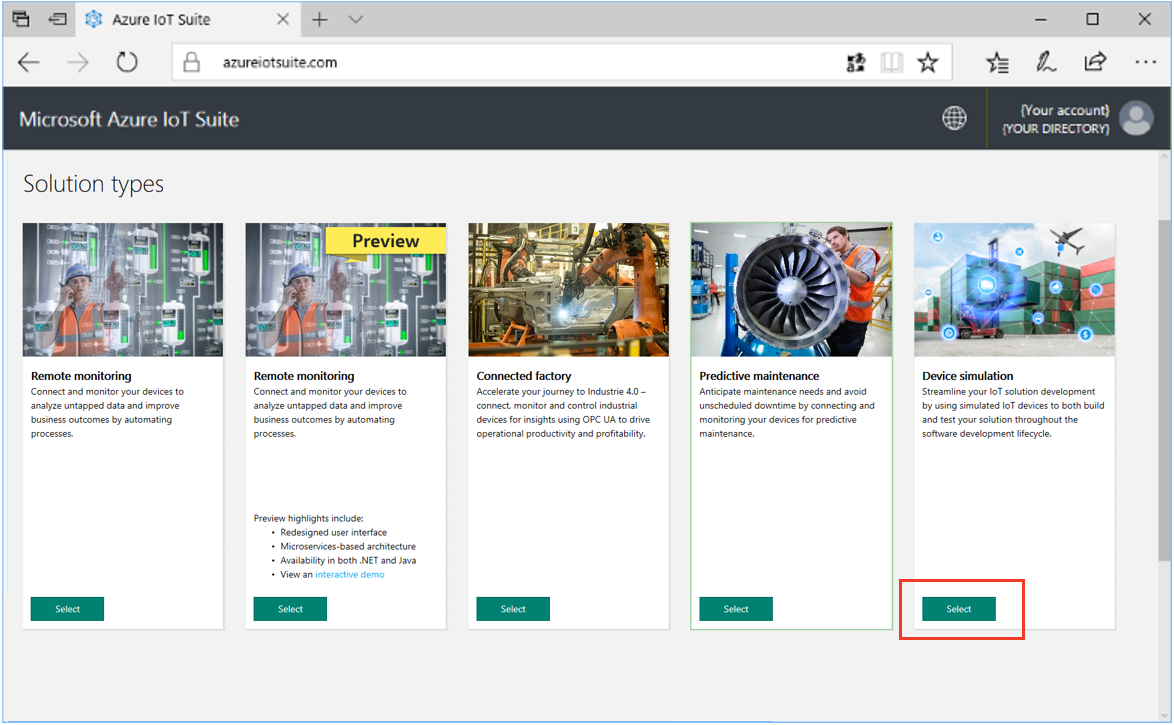 Azure IoT Suite
azureiotsuite.com
Microsoft Azure IoT Suite
{Your account}
{YOUR DIRECTORY}
Solution types
Remote monitoring
Connect and monitor your devices to
analyze untapped data and improve
business outcomes by automating
processes.
Select
Preview
Remote monitoring
Connect and monitor your devices to
analyze untapped data and improve
business outcomes by automating
processes.
Preview highlights include:
• Redesigned user interface
• Microservices-based architecture
• Availability in both .NET and Java
• View an interactive demo
Select
Connected factory
Accelerate your journey to Industrie 4.0 –
connect, monitor and control industrial
devices for insights using OPC UA to drive
operational productivity and profitability.
Select
Predictive maintenance
Anticipate maintenance needs and avoid
unscheduled downtime by connecting and
monitoring your devices for predictive
maintenance.
Select
Device simulation
Streamline your IoT solution development
by using simulated IoT devices to both build
and test your solution throughout the
software development lifecycle.
Select